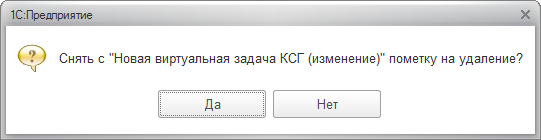 1С:Предприятие
Снять с "Новая виртуальная задача КСГ (изменение)" пометку на удаление?
Да
Нет